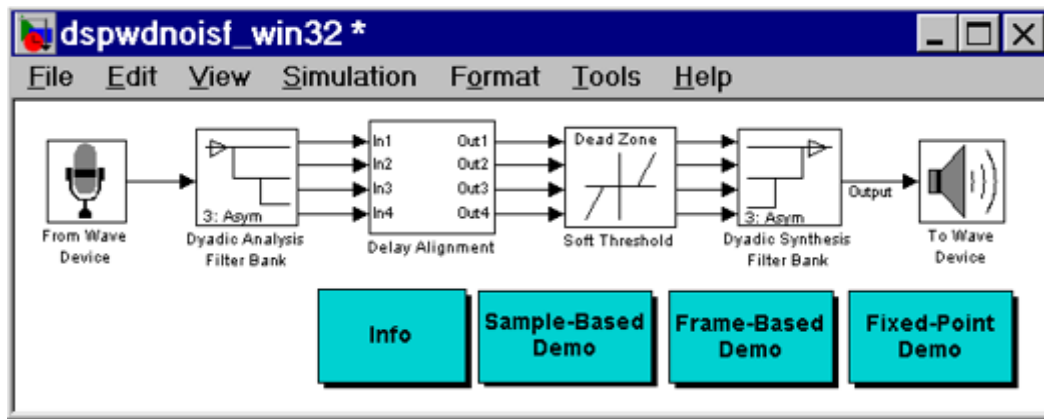 dspwdnoisf_win32 *
File Edit View Simulation Format Tools Help
From Wave
Device
3: Asym
Dyadic Analysis
Filter Bank
In1 Out1
In2 Out2
In3 Out3
In4 Out4
Delay Alignment
Dead Zone
Soft Threshold
3: Asym
Dyadic Synthesis
Filter Bank
Output
To Wave
Device
Info
Sample-Based
Demo
Frame-Based
Demo
Fixed-Point
Demo